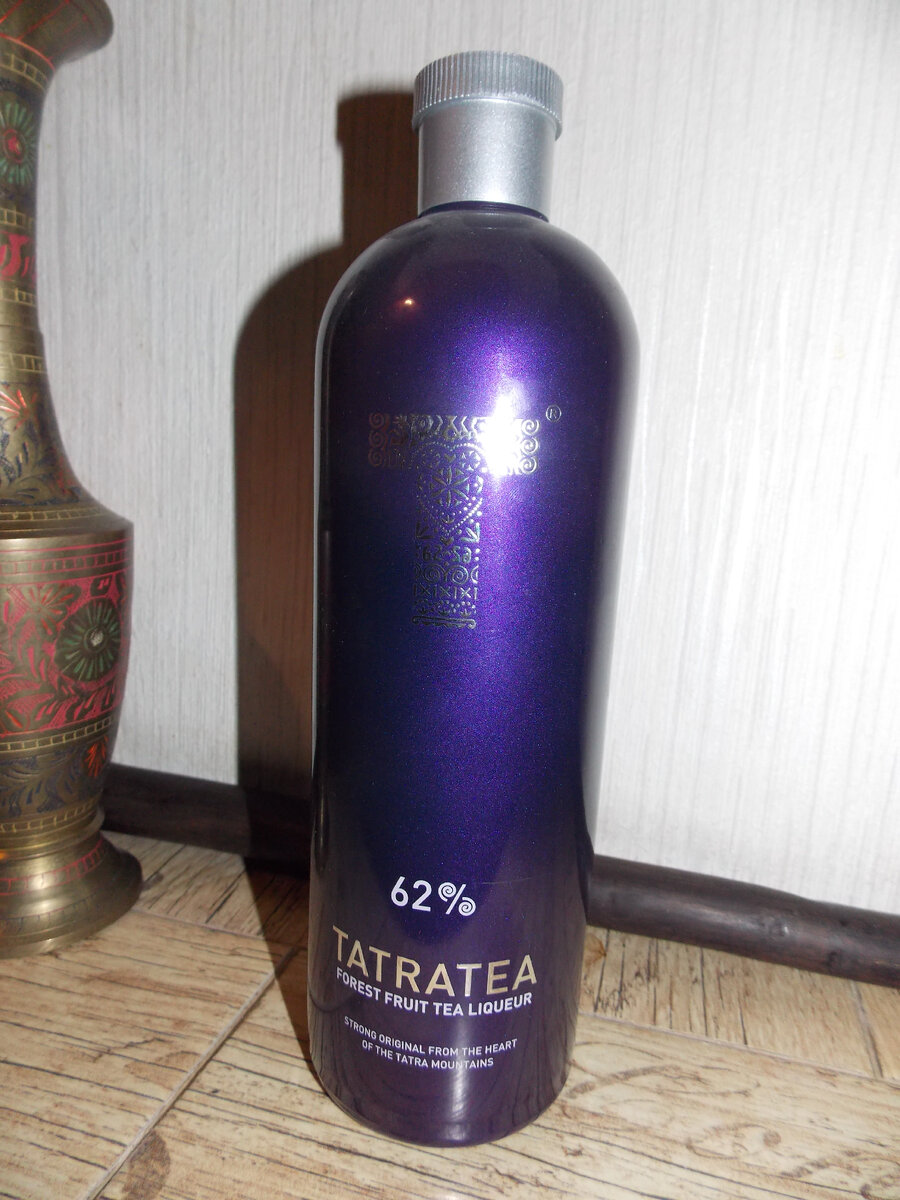 ®
62%
TATRATEA
FOREST FRUIT TEA LIQUEUR
STRONG ORIGINAL FROM THE HEART
OF THE TATRA MOUNTAINS